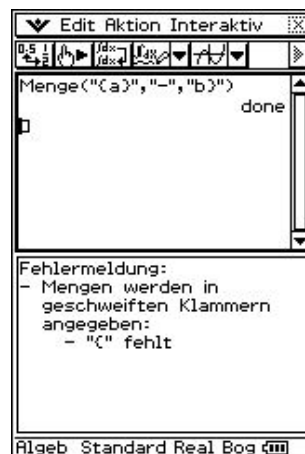 Edit Aktion Interaktiv
Menge("{a}","-","b}")
done
Fehlermeldung:
- Mengen werden in
geschweiften Klammern
angegeben:
- "{" fehlt
Algeb Standard Real Bog